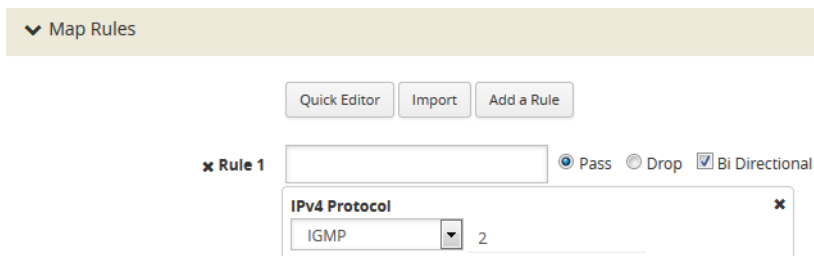 Map Rules
Quick Editor Import Add a Rule
Rule 1 Pass Drop Bi Directional
IPv4 Protocol
IGMP 2